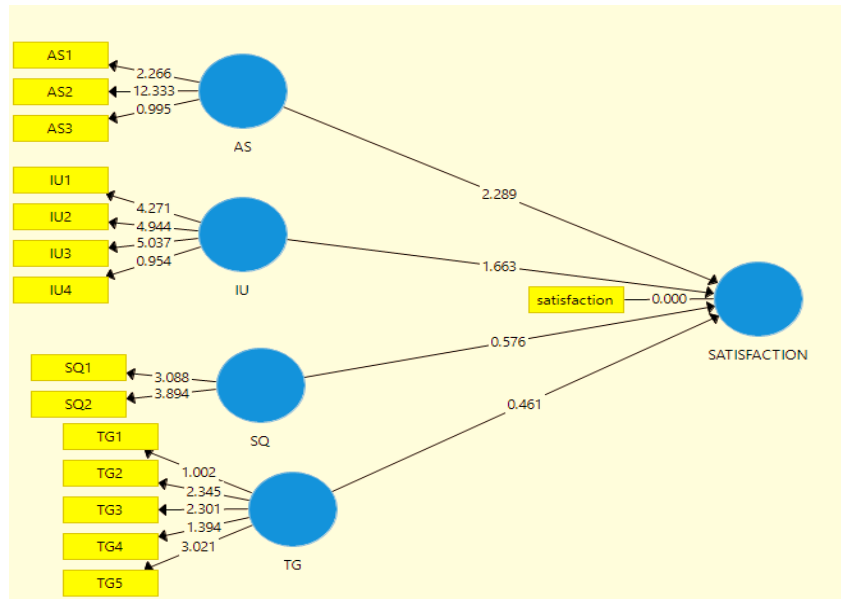 AS1
2.266
AS2
12.333
AS3
0.995
AS
2.289
IU1
4.271
IU2
4.944
IU3
5.037
IU4
0.954
IU
1.663
satisfaction
0.000
SATISFACTION
SQ1
3.088
SQ2
3.894
SQ
0.576
TG1
1.002
TG2
2.345
TG3
2.301
TG4
1.394
TG5
3.021
TG
0.461